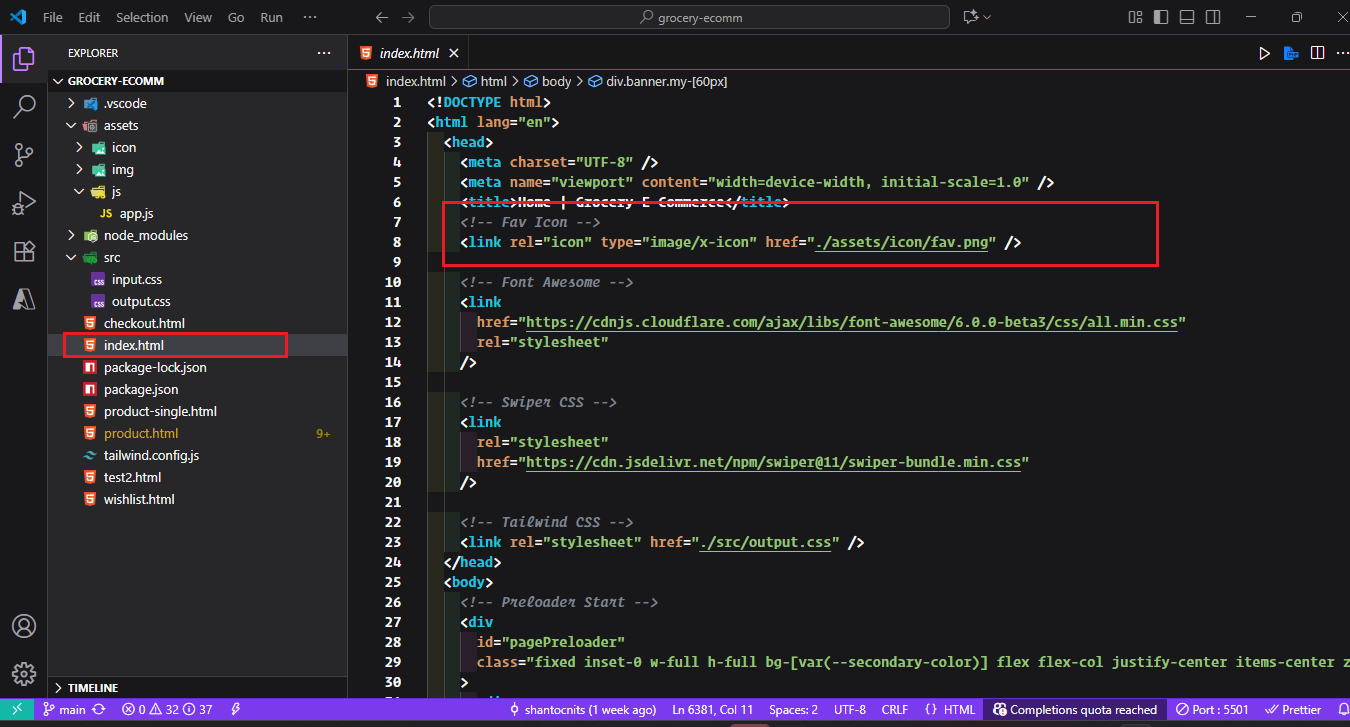 File Edit Selection View Go Run ···
grocery-ecomm
EXPLORER ···
GROCERY-ECOMM
.vscode
assets
icon
img
js
JS app.js
node_modules
src
input.css
output.css
checkout.html
index.html
package-lock.json
package.json
product-single.html
product.html 9+
tailwind.config.js
test2.html
wishlist.html
TIMELINE
index.html
index.html > html > body > div.banner.my-[60px]
1 <!DOCTYPE html>
2 <html lang="en">
3 <head>
4 <meta charset="UTF-8" />
5 <meta name="viewport" content="width=device-width, initial-scale=1.0" />
6 <title>Home | Grocery E-Commerce</title>
7 <!-- Fav Icon -->
8 <link rel="icon" type="image/x-icon" href="./assets/icon/fav.png" />
9
10 <!-- Font Awesome -->
11 <link
12 href="https://cdnjs.cloudflare.com/ajax/libs/font-awesome/6.0.0-beta3/css/all.min.css"
13 rel="stylesheet"
14 />
15
16 <!-- Swiper CSS -->
17 <link
18 rel="stylesheet"
19 href="https://cdn.jsdelivr.net/npm/swiper@11/swiper-bundle.min.css"
20 />
21
22 <!-- Tailwind CSS -->
23 <link rel="stylesheet" href="./src/output.css" />
24 </head>
25 <body>
26 <!-- Preloader Start -->
27 <div
28 id="pagePreloader"
29 class="fixed inset-0 w-full h-full bg-[var(--secondary-color)] flex flex-col justify-center items-center z
30 >
main 0 32 37 shantocnits (1 week ago) Ln 6381, Col 11 Spaces: 2 UTF-8 CRLF {} HTML Completions quota reached Port : 5501 Prettier